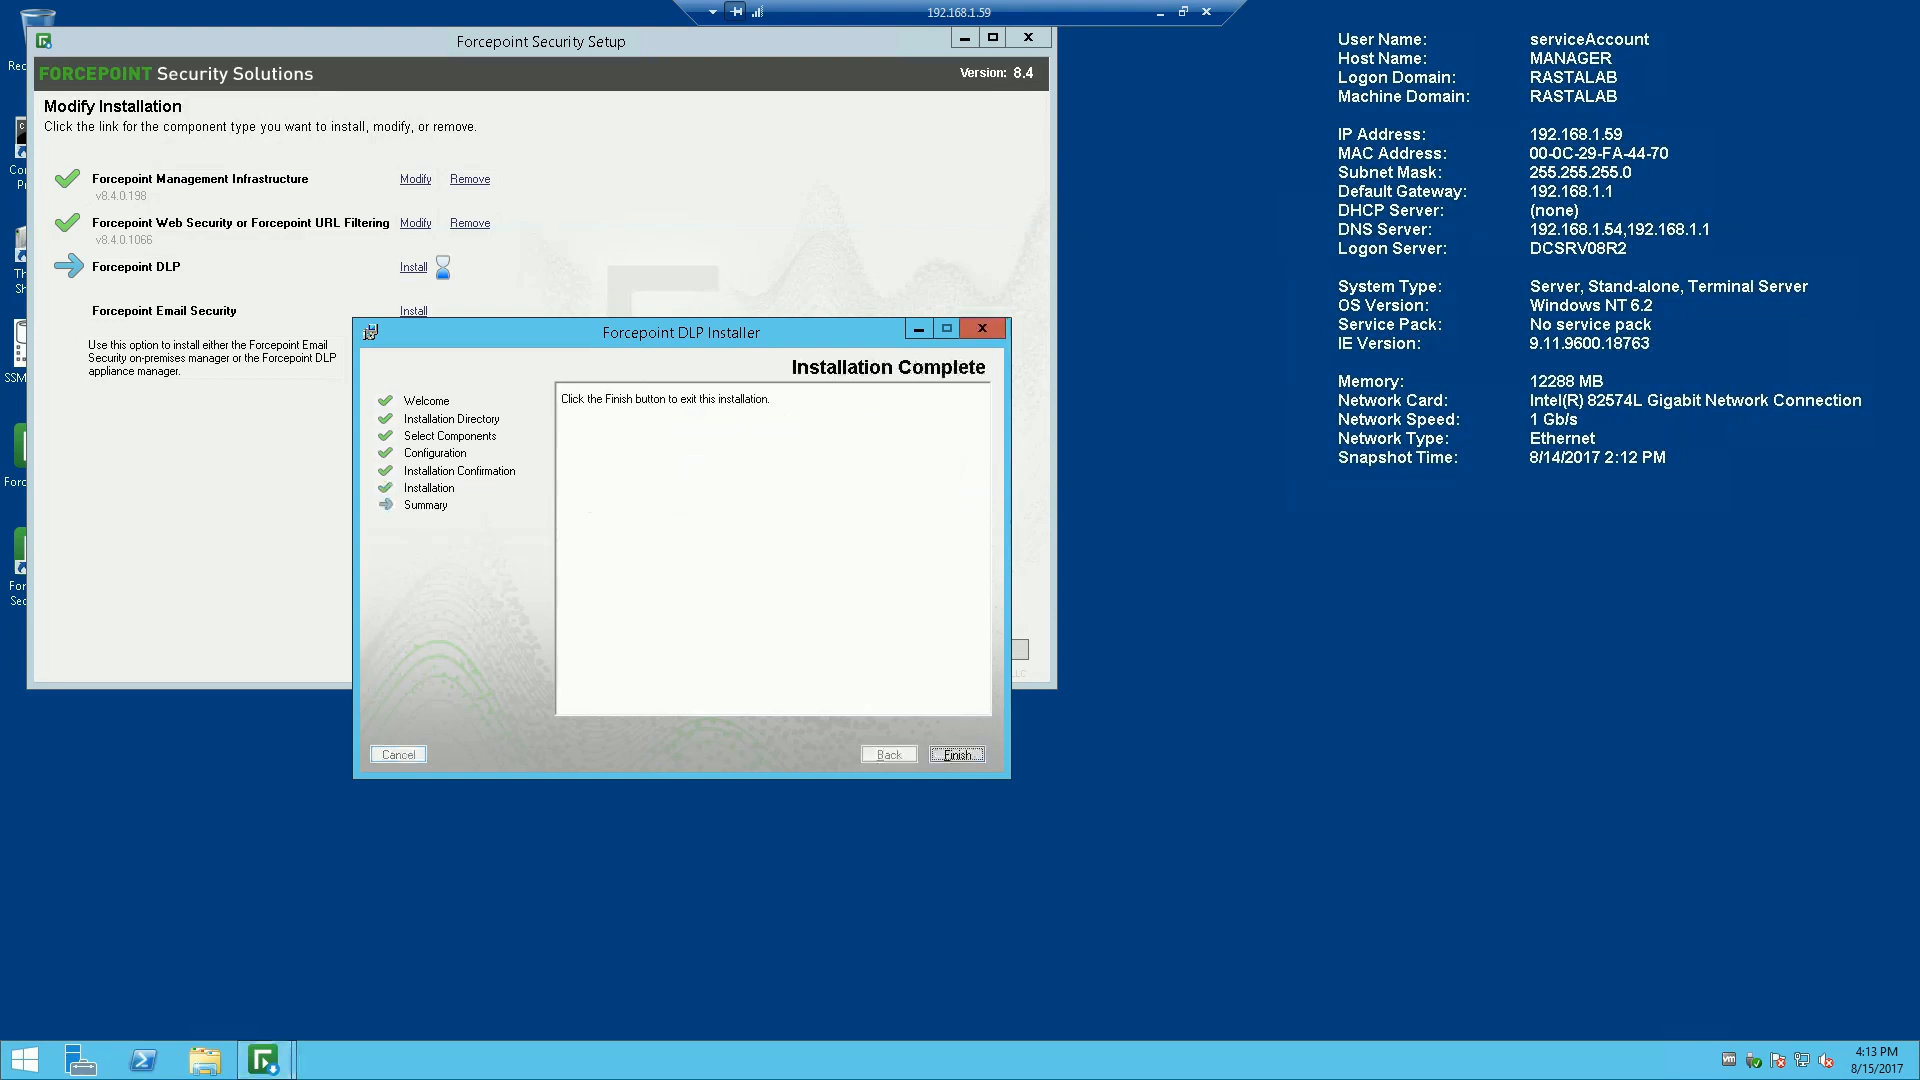 192.168.1.59
Forcepoint Security Setup
FORCEPOINT Security Solutions
Version: 8.4
Modify Installation
Click the link for the component type you want to install, modify, or remove.
Forcepoint Management Infrastructure
Modify
Remove
v8.4.0.198
Forcepoint Web Security or Forcepoint URL Filtering
Modify
Remove
v8.4.0.1066
Forcepoint DLP
Install
Forcepoint Email Security
Install
Use this option to install either the Forcepoint Email
Security on-premises manager or the Forcepoint DLP
appliance manager.
Forcepoint DLP Installer
Installation Complete
Welcome
Installation Directory
Select Components
Configuration
Installation Confirmation
Installation
Summary
Click the Finish button to exit this installation.
Cancel
Back
Finish
User Name: serviceAccount
Host Name: MANAGER
Logon Domain: RASTALAB
Machine Domain: RASTALAB
IP Address: 192.168.1.59
MAC Address: 00-0C-29-FA-44-70
Subnet Mask: 255.255.255.0
Default Gateway: 192.168.1.1
DHCP Server: (none)
DNS Server: 192.168.1.54,192.168.1.1
Logon Server: DCSRV08R2
System Type: Server, Stand-alone, Terminal Server
OS Version: Windows NT 6.2
Service Pack: No service pack
IE Version: 9.11.9600.18763
Memory: 12288 MB
Network Card: Intel(R) 82574L Gigabit Network Connection
Network Speed: 1 Gb/s
Network Type: Ethernet
Snapshot Time: 8/14/2017 2:12 PM
Rec
Con
Pr
Th
Sh
SSM
Forc
For
Sec
LLC
4:13 PM
8/15/2017